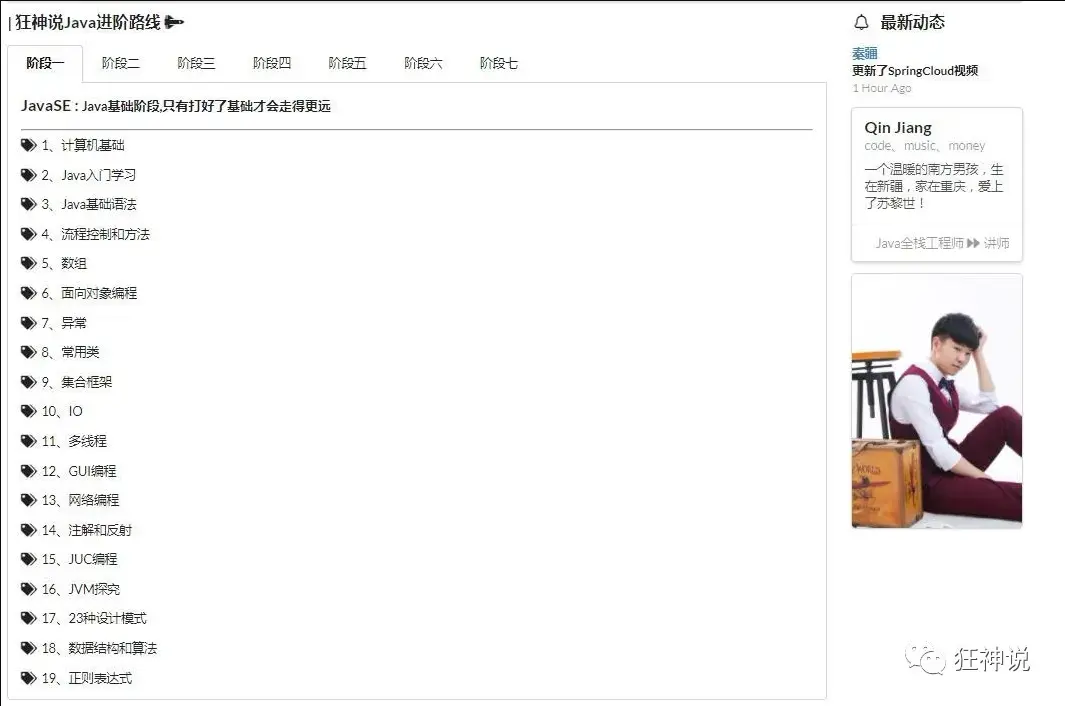 | 狂神说Java进阶路线
阶段一 阶段二 阶段三 阶段四 阶段五 阶段六 阶段七
JavaSE : Java基础阶段,只有打好了基础才会走得更远
1、计算机基础
2、Java入门学习
3、Java基础语法
4、流程控制和方法
5、数组
6、面向对象编程
7、异常
8、常用类
9、集合框架
10、IO
11、多线程
12、GUI编程
13、网络编程
14、注解和反射
15、JUC编程
16、JVM探究
17、23种设计模式
18、数据结构和算法
19、正则表达式
最新动态
秦疆
更新了SpringCloud视频
1 Hour Ago
Qin Jiang
code、music、money
一个温暖的南方男孩，生
在新疆，家在重庆，爱上
了苏黎世！
Java全栈工程师 讲师
WORLD
狂神说